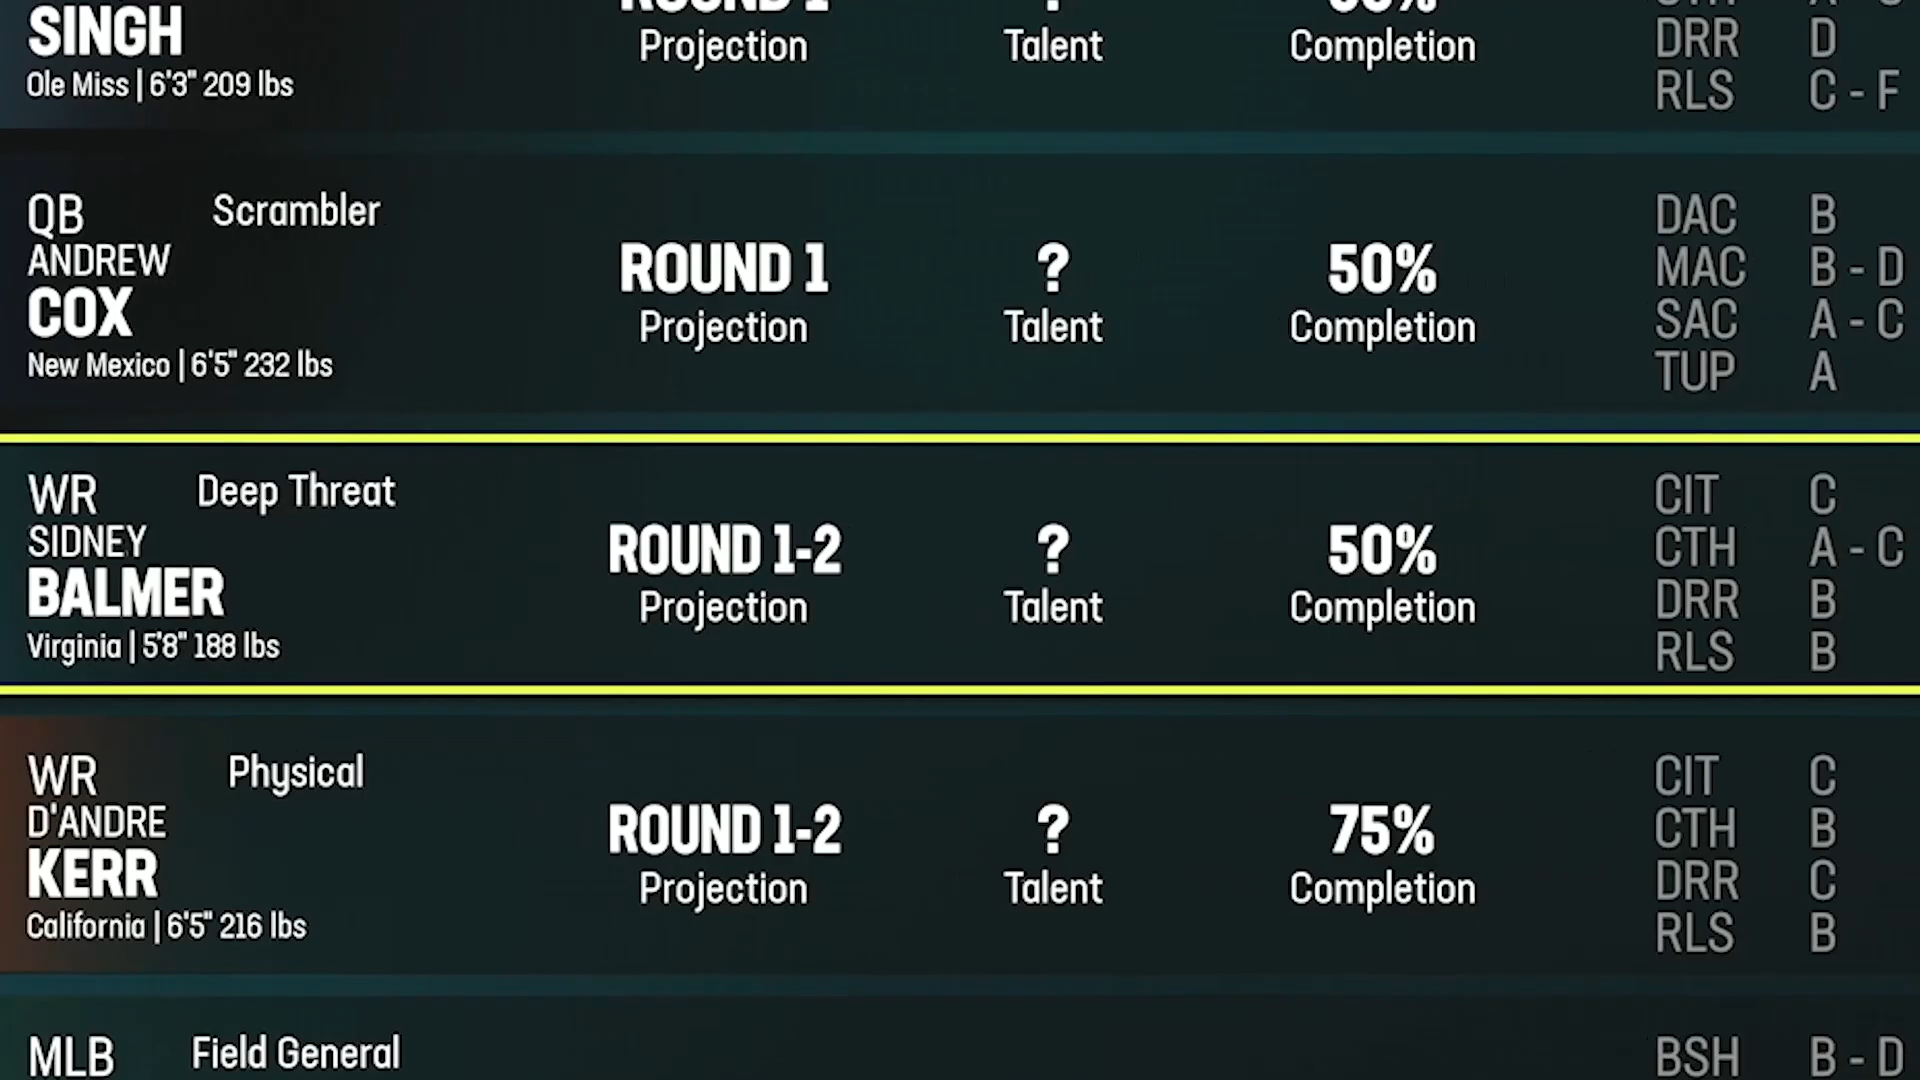 SINGH
Ole Miss | 6'3" 209 lbs
ROUND 1
Projection
?
Talent
Completion
DRR D
RLS C - F
QB Scrambler
ANDREW
COX
New Mexico | 6'5" 232 lbs
ROUND 1
Projection
?
Talent
50%
Completion
DAC B
MAC B - D
SAC A - C
TUP A
WR Deep Threat
SIDNEY
BALMER
Virginia | 5'8" 188 lbs
ROUND 1-2
Projection
?
Talent
50%
Completion
CIT C
CTH A - C
DRR B
RLS B
WR Physical
D'ANDRE
KERR
California | 6'5" 216 lbs
ROUND 1-2
Projection
?
Talent
75%
Completion
CIT C
CTH B
DRR C
RLS B
MLB Field General
BSH B - D